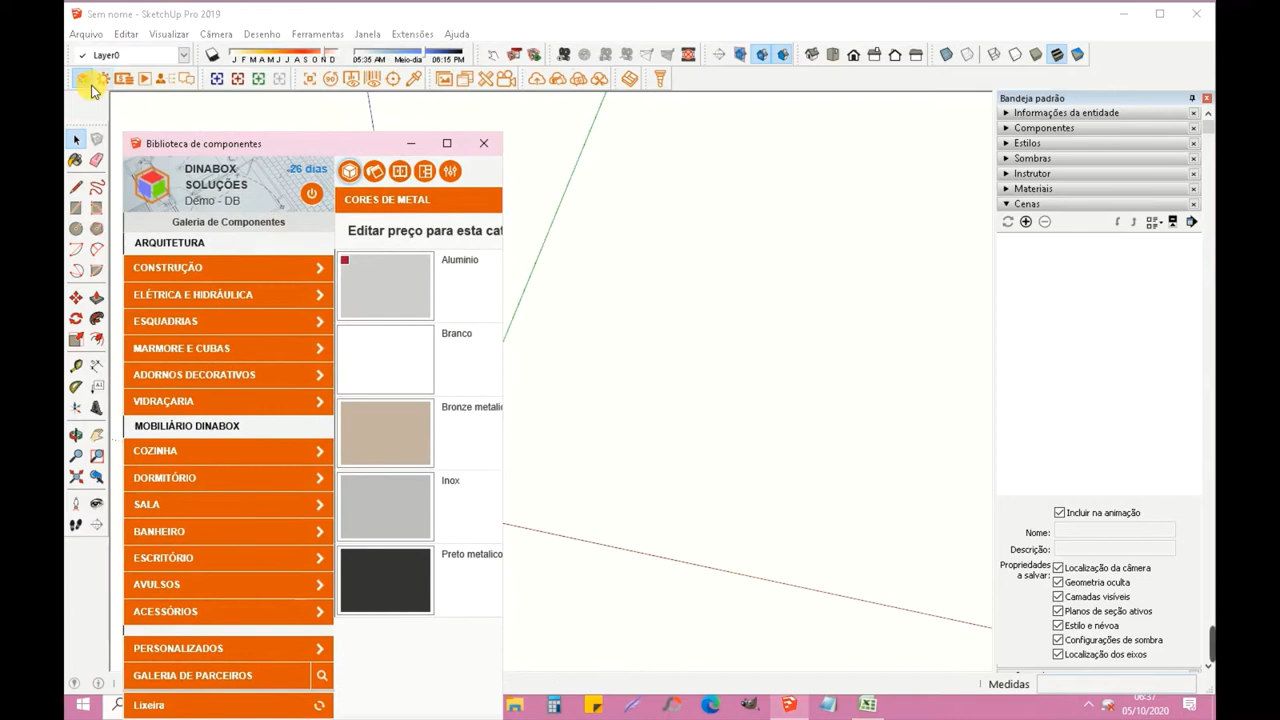 Sem nome - SketchUp Pro 2019
Arquivo Editar Visualizar Câmera Desenho Ferramentas Janela Extensões Ajuda
Layer0
J F M A M J J A S O N D
05:35 AM Meio-dia 06:15 PM
Biblioteca de componentes
DINABOX
SOLUÇÕES
Demo - DB
-26 dias
Galeria de Componentes
ARQUITETURA
CONSTRUÇÃO
ELÉTRICA E HIDRÂULICA
ESQUADRIAS
MARMORE E CUBAS
ADORNOS DECORATIVOS
VIDRAÇARIA
MOBILIÁRIO DINABOX
COZINHA
DORMITÓRIO
SALA
BANHEIRO
ESCRITÓRIO
AVULSOS
ACESSÓRIOS
PERSONALIZADOS
GALERIA DE PARCEIROS
Lixeira
CORES DE METAL
Editar preço para esta cat
Aluminio
Branco
Bronze metalic
Inox
Preto metalico
Bandeja padrão
Informações da entidade
Componentes
Estilos
Sombras
Instrutor
Materiais
Cenas
Incluir na animação
Nome:
Descrição:
Propriedades
a salvar:
Localização da câmera
Geometria oculta
Camadas visíveis
Planos de seção ativos
Estilo e névoa
Configurações de sombra
Localização dos eixos
Medidas
06:37
05/10/2020